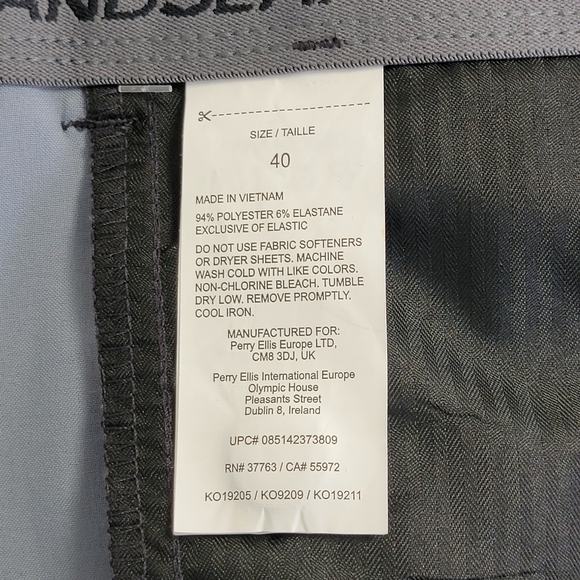 SIZE / TAILLE
40
MADE IN VIETNAM
94% POLYESTER 6% ELASTANE
EXCLUSIVE OF ELASTIC
DO NOT USE FABRIC SOFTENERS
OR DRYER SHEETS. MACHINE
WASH COLD WITH LIKE COLORS.
NON-CHLORINE BLEACH. TUMBLE
DRY LOW. REMOVE PROMPTLY.
COOL IRON.
MANUFACTURED FOR:
Perry Ellis Europe LTD,
CM8 3DJ, UK
Perry Ellis International Europe
Olympic House
Pleasants Street
Dublin 8, Ireland
UPC# 085142373809
RN# 37763 / CA# 55972
KO19205 / KO9209 / KO19211